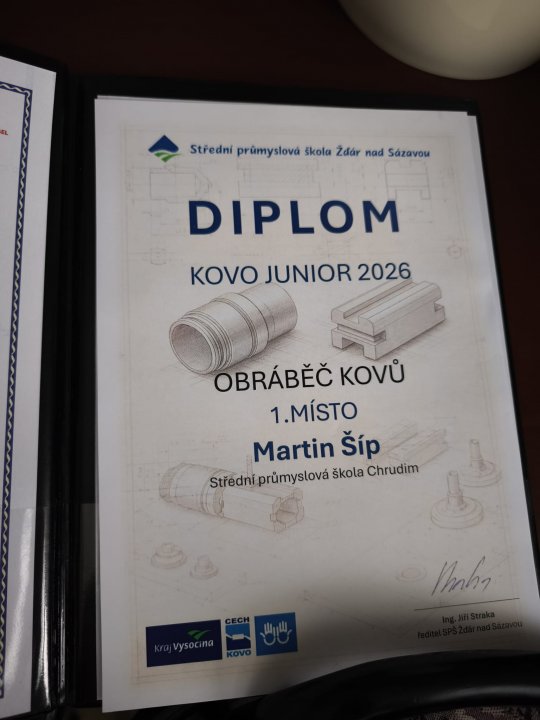 Střední průmyslová škola Žďár nad Sázavou
DIPLOM
KOVO JUNIOR 2026
OBRÁBĚČ KOVŮ
1.MÍSTO
Martin Šíp
Střední průmyslová škola Chrudim
Ing. Jiří Straka
ředitel SPŠ Žďár nad Sázavou
Kraj Vysočina
CECH
KOVO